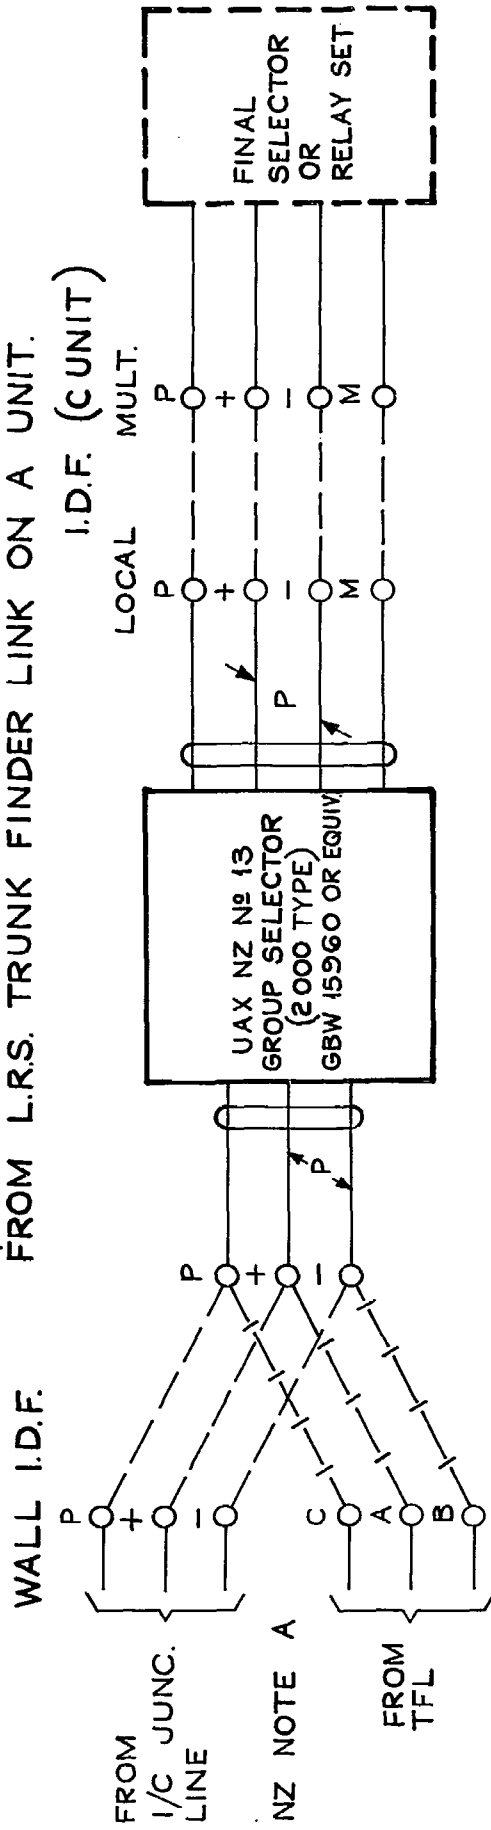 FROM L.R.S. TRUNK FINDER LINK ON A UNIT.
WALL I.D.F.
I.D.F. (C UNIT)
LOCAL
MULT.
FROM
I/C JUNC.
LINE
P
+
−
NZ NOTE A
FROM
TFL
C
A
B
P
+
−
P
UAX NZ Nº 13
GROUP SELECTOR
(2000 TYPE)
GBW 15960 OR EQUIV.
P
P
+
−
M
P
+
−
M
FINAL
SELECTOR
OR
RELAY SET